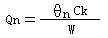 Qn = θn Ck
W